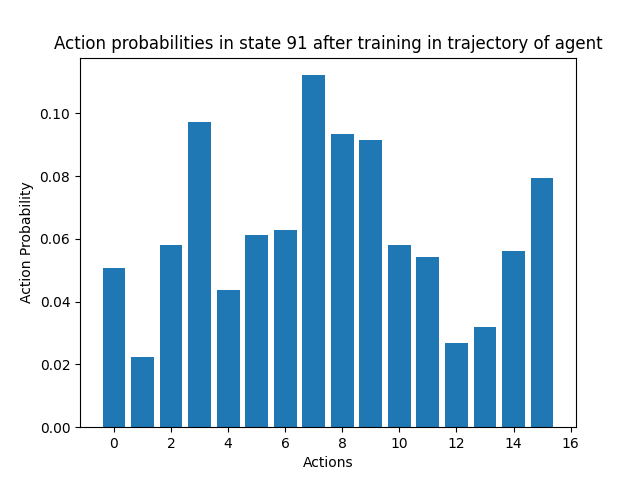 Action probabilities in state 91 after training in trajectory of agent
0.10
0.08
0.06
0.04
0.02
0.00
Action Probability
0 2 4 6 8 10 12 14 16
Actions